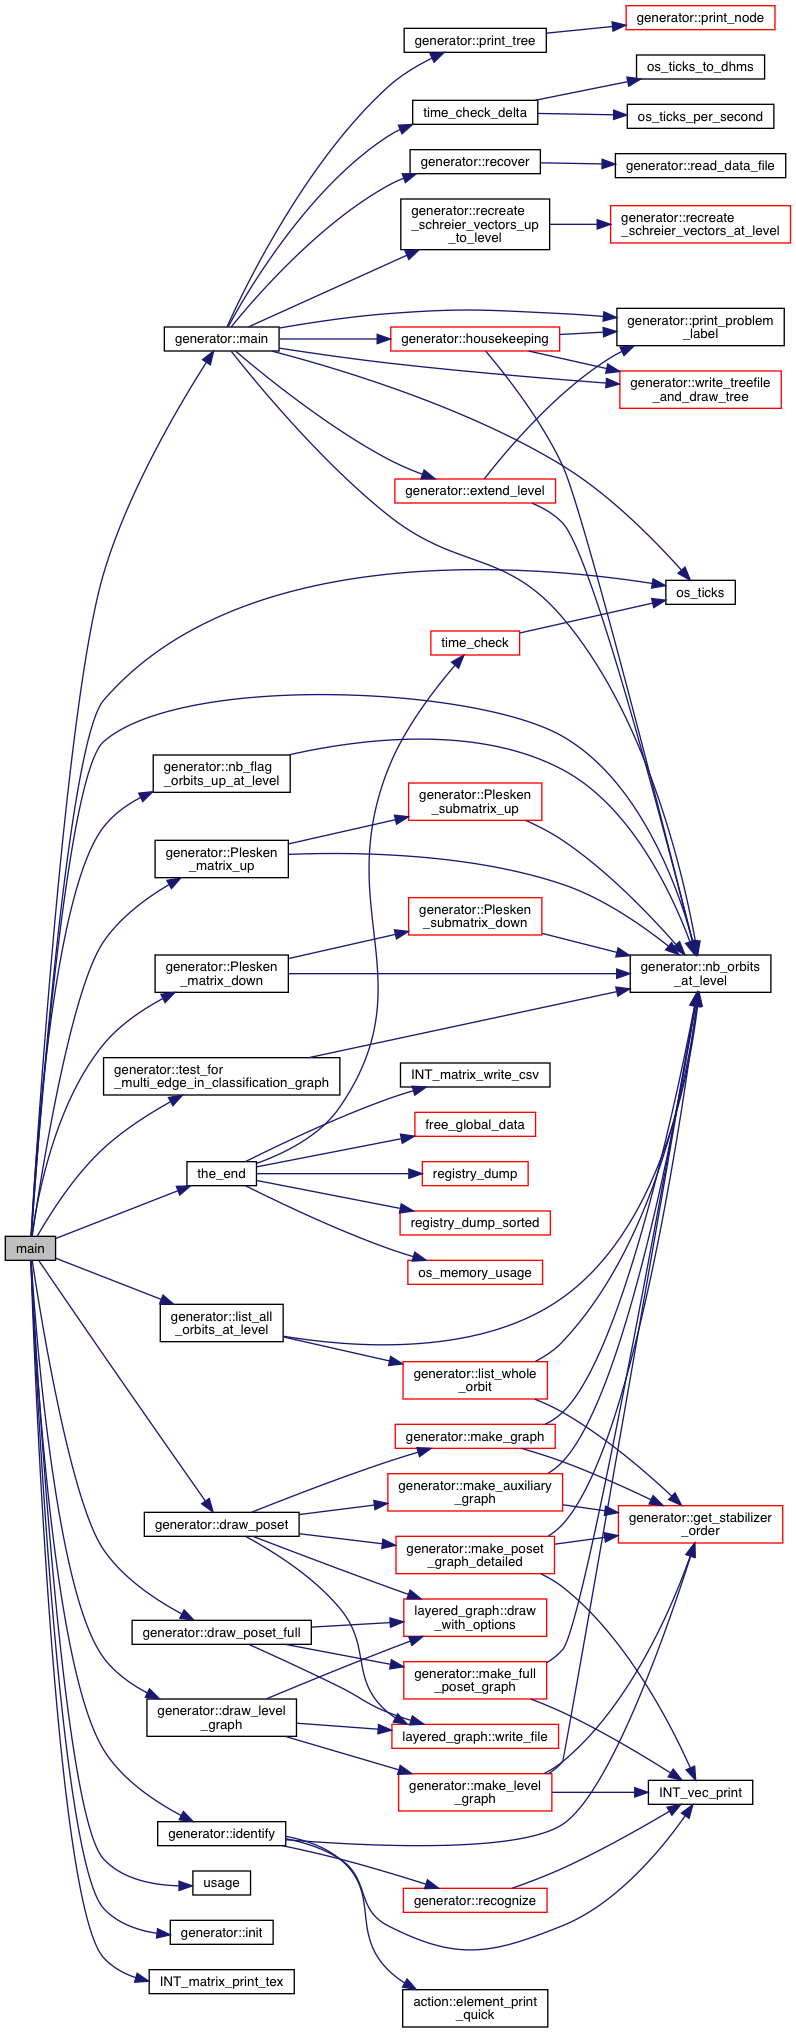 generator::print_node
generator::print_tree
os_ticks_to_dhms
time_check_delta
os_ticks_per_second
generator::recover
generator::read_data_file
generator::recreate
_schreier_vectors_up
_to_level
generator::recreate
_schreier_vectors_at_level
generator::main
generator::housekeeping
generator::print_problem
_label
generator::write_treefile
_and_draw_tree
generator::extend_level
os_ticks
time_check
generator::nb_flag
_orbits_up_at_level
generator::Plesken
_submatrix_up
generator::Plesken
_matrix_up
generator::Plesken
_submatrix_down
generator::Plesken
_matrix_down
generator::nb_orbits
_at_level
generator::test_for
_multi_edge_in_classification_graph
INT_matrix_write_csv
free_global_data
the_end
registry_dump
registry_dump_sorted
main
os_memory_usage
generator::list_all
_orbits_at_level
generator::list_whole
_orbit
generator::make_graph
generator::make_auxiliary
_graph
generator::draw_poset
generator::get_stabilizer
_order
generator::make_poset
_graph_detailed
layered_graph::draw
_with_options
generator::draw_poset_full
generator::make_full
_poset_graph
generator::draw_level
_graph
layered_graph::write_file
generator::make_level
_graph
INT_vec_print
generator::identify
usage
generator::recognize
generator::init
INT_matrix_print_tex
action::element_print
_quick